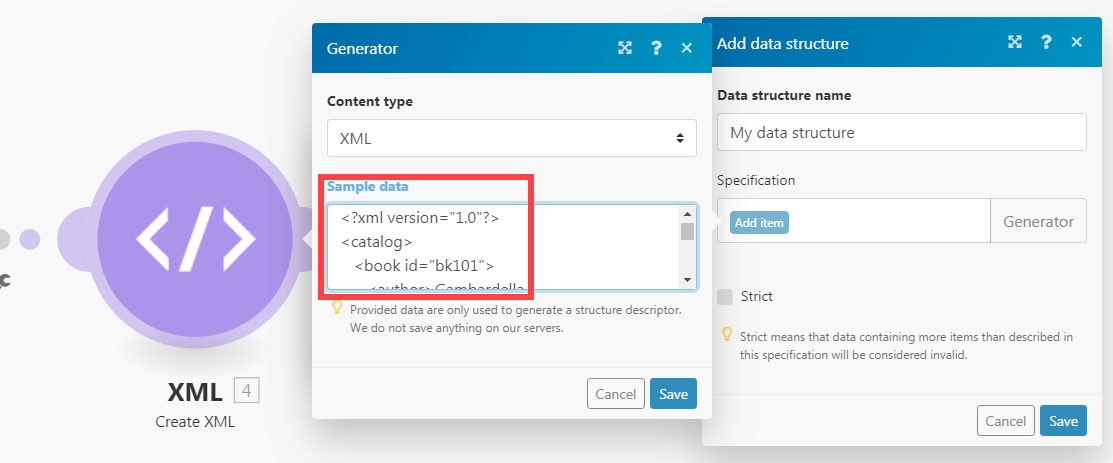 Generator
Content type
XML
Sample data
<?xml version="1.0"?>
<catalog>
<book id="bk101">
<author>Gambardella
Provided data are only used to generate a structure descriptor.
We do not save anything on our servers.
Cancel
Save
Add data structure
Data structure name
My data structure
Specification
Add item
Generator
Strict
Strict means that data containing more items than described in
this specification will be considered invalid.
Cancel
Save
XML 4
Create XML